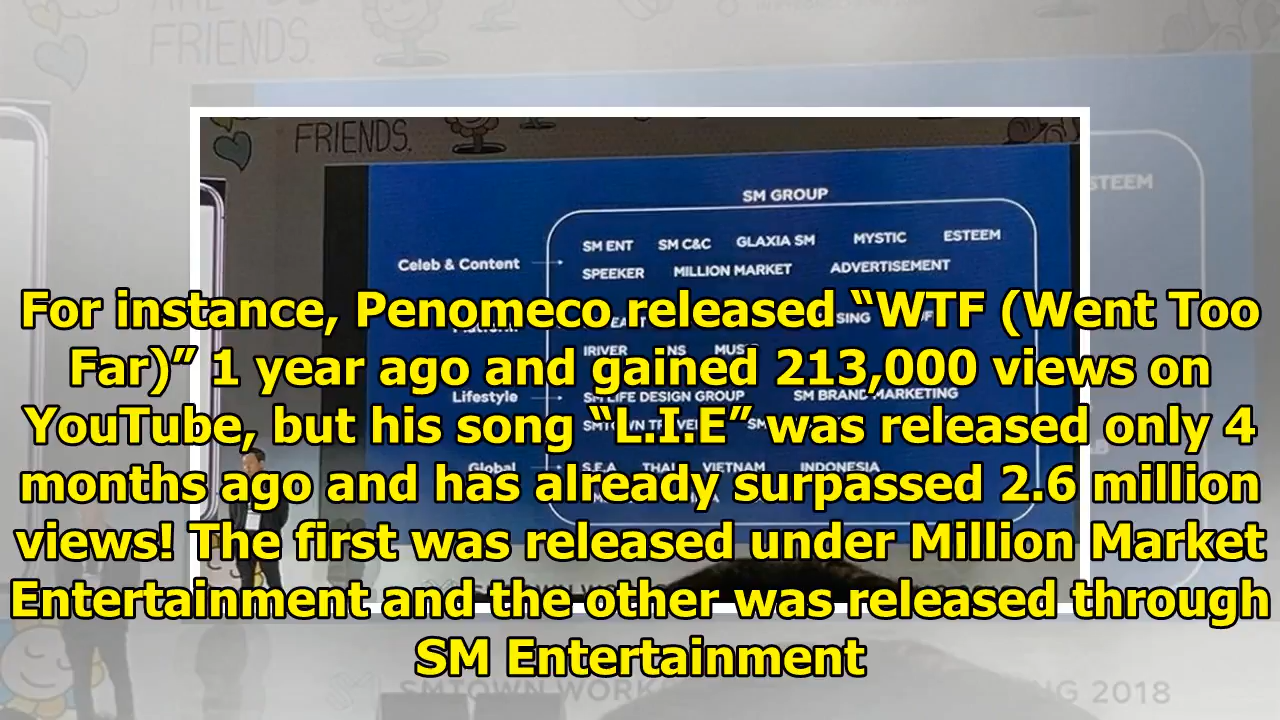 FRIENDS.
FRIENDS.
STEEM
SM GROUP
Celeb & Content
SM ENT SM C&C GLAXIA SM MYSTIC ESTEEM
SPEEKER MILLION MARKET ADVERTISEMENT
For instance, Penomeco released “WTF (Went Too
Far)” 1 year ago and gained 213,000 views on
YouTube, but his song “L.I.E” was released only 4
months ago and has already surpassed 2.6 million
views! The first was released under Million Market
Entertainment and the other was released through
SM Entertainment
IRIVER
Lifestyle
SM LIFE DESIGN GROUP SM BRAND MARKETING
Global
S.E.A THAI VIETNAM INDONESIA
2018